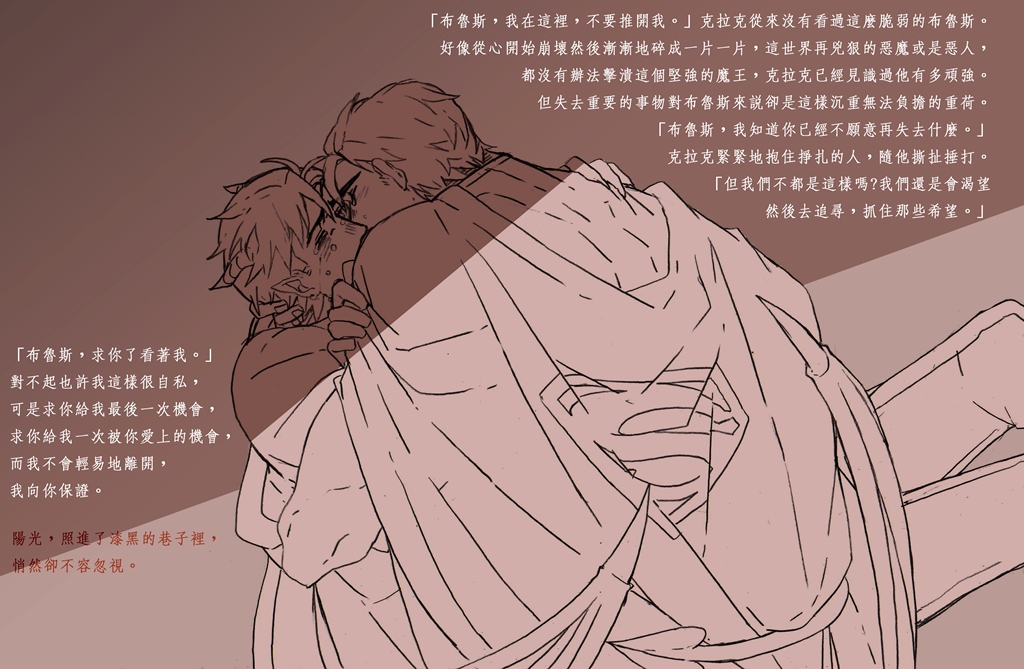 「布魯斯，我在這裡，不要推開我。」克拉克從來沒有看過這麼脆弱的布魯斯。
好像從心開始崩壞然後漸漸地碎成一片一片，這世界再兇狠的惡魔或是惡人，
都沒有辦法擊潰這個堅強的魔王，克拉克已經見識過他有多頑強。
但失去重要的事物對布魯斯來說卻是這樣沉重無法負擔的重荷。
「布魯斯，我知道你已經不願意再失去什麼。」
克拉克緊緊地抱住掙扎的人，隨他撕扯捶打。
「但我們不都是這樣嗎?我們還是會渴望
然後去追尋，抓住那些希望。」
「布魯斯，求你了看著我。」
對不起也許我這樣很自私，
可是求你給我最後一次機會，
求你給我一次被你愛上的機會，
而我不會輕易地離開，
我向你保證。
陽光，照進了漆黑的巷子裡，
悄然卻不容忽視。